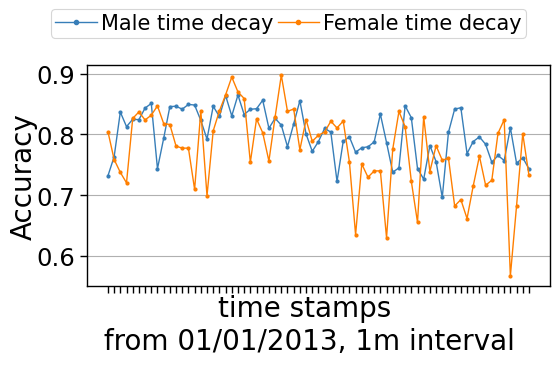 Male time decay
Female time decay
0.9
0.8
0.7
0.6
Accuracy
time stamps
from 01/01/2013, 1m interval